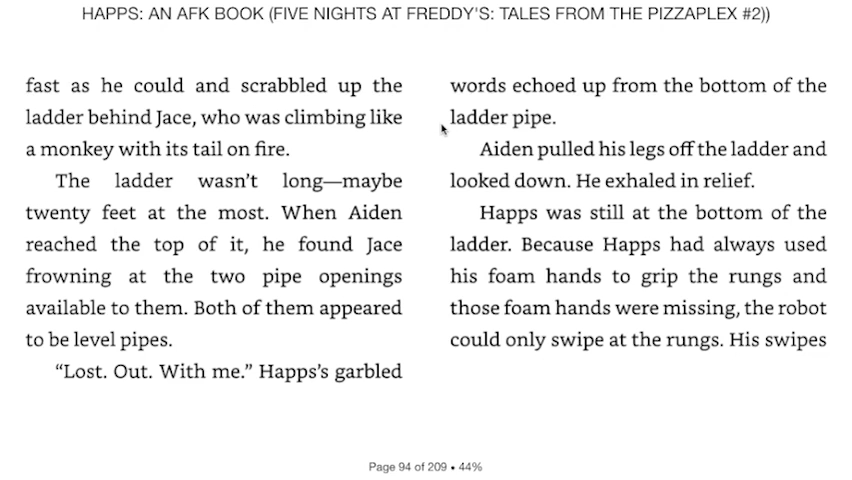 HAPPS: AN AFK BOOK (FIVE NIGHTS AT FREDDY'S: TALES FROM THE PIZZAPLEX #2))
fast as he could and scrabbled up the
ladder behind Jace, who was climbing like
a monkey with its tail on fire.
The ladder wasn’t long—maybe
twenty feet at the most. When Aiden
reached the top of it, he found Jace
frowning at the two pipe openings
available to them. Both of them appeared
to be level pipes.
“Lost. Out. With me.” Happs’s garbled
words echoed up from the bottom of the
ladder pipe.
Aiden pulled his legs off the ladder and
looked down. He exhaled in relief.
Happs was still at the bottom of the
ladder. Because Happs had always used
his foam hands to grip the rungs and
those foam hands were missing, the robot
could only swipe at the rungs. His swipes
Page 94 of 209 • 44%